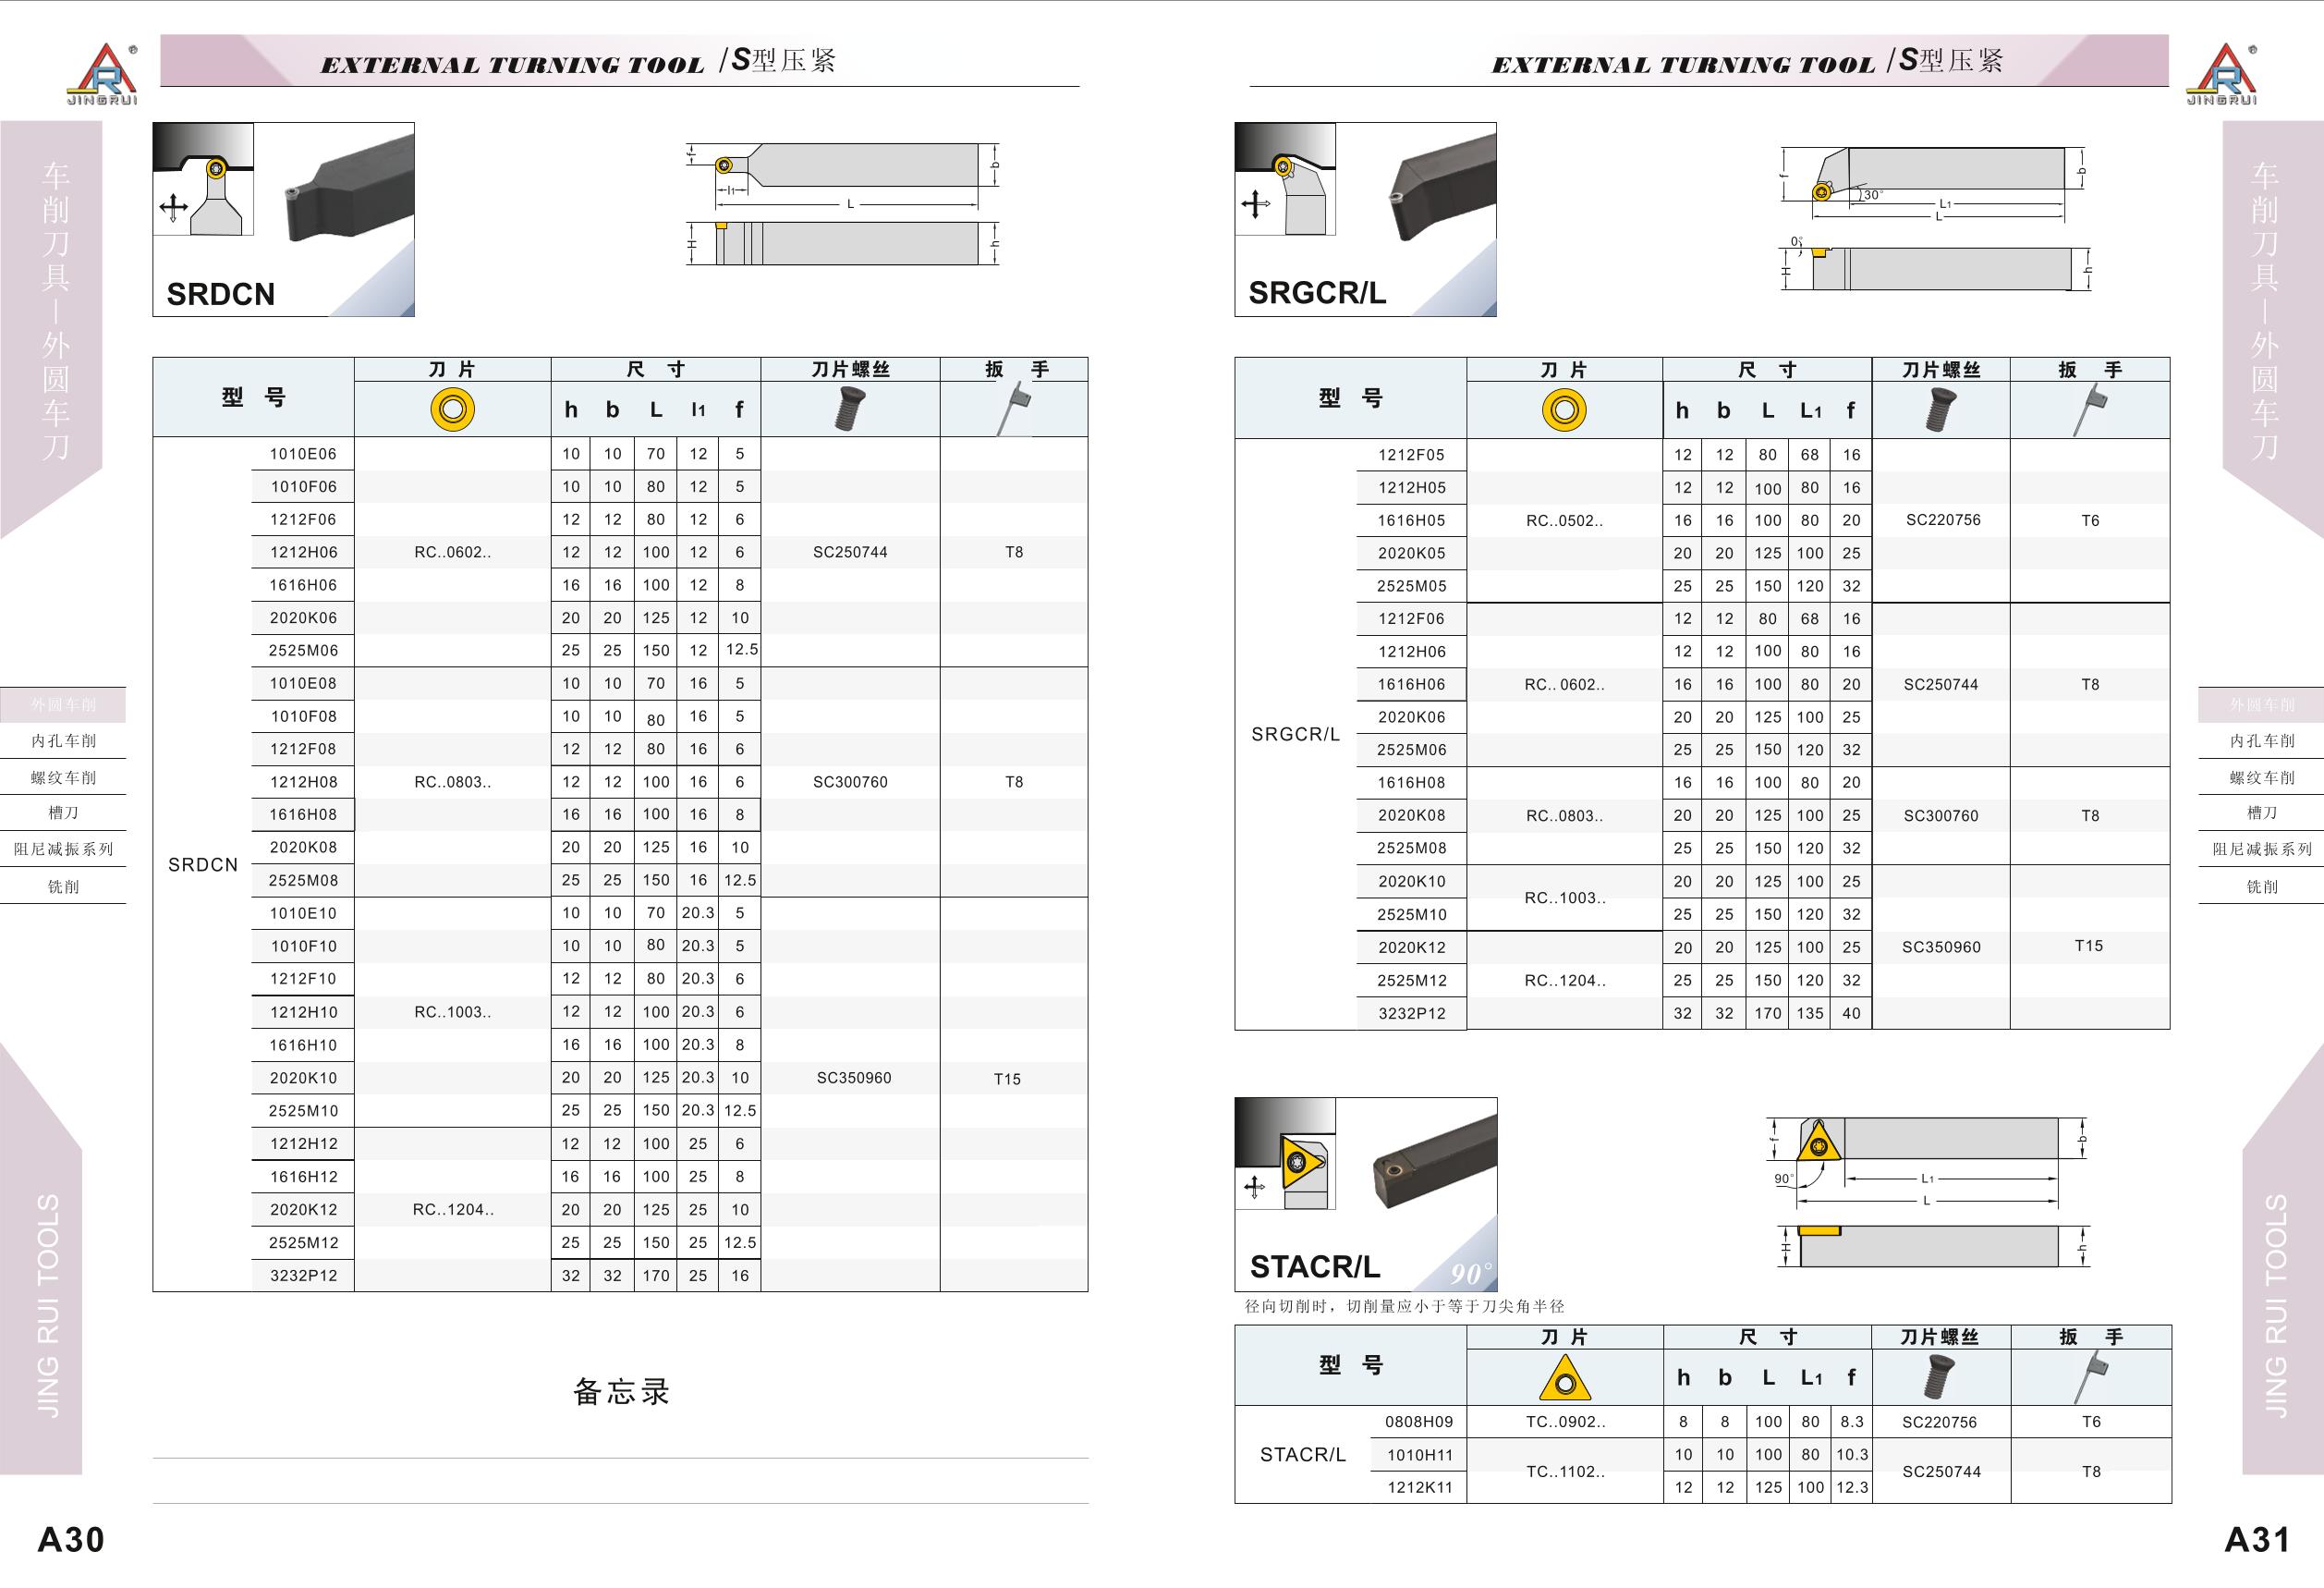 JINGRUI
EXTERNAL TURNING TOOL /S型压紧
车削刀具—外圆车刀
外圆车削
内孔车削
螺纹车削
槽刀
阻尼减振系列
铣削
JING RUI TOOLS
SRDCN
f b l1 L
H h
型 号 刀 片 尺 寸 刀片螺丝 扳 手
h b L l1 f
SRDCN
1010E06 10 10 70 12 5
1010F06 10 10 80 12 5
1212F06 12 12 80 12 6
1212H06 RC..0602.. 12 12 100 12 6 SC250744 T8
1616H06 16 16 100 12 8
2020K06 20 20 125 12 10
2525M06 25 25 150 12 12.5
1010E08 10 10 70 16 5
1010F08 10 10 80 16 5
1212F08 12 12 80 16 6
1212H08 RC..0803.. 12 12 100 16 6 SC300760 T8
1616H08 16 16 100 16 8
2020K08 20 20 125 16 10
2525M08 25 25 150 16 12.5
1010E10 10 10 70 20.3 5
1010F10 10 10 80 20.3 5
1212F10 12 12 80 20.3 6
1212H10 RC..1003.. 12 12 100 20.3 6
1616H10 16 16 100 20.3 8
2020K10 20 20 125 20.3 10 SC350960 T15
2525M10 25 25 150 20.3 12.5
1212H12 12 12 100 25 6
1616H12 16 16 100 25 8
2020K12 RC..1204.. 20 20 125 25 10
2525M12 25 25 150 25 12.5
3232P12 32 32 170 25 16
备忘录
A30
EXTERNAL TURNING TOOL /S型压紧
JINGRUI
车削刀具—外圆车刀
外圆车削
内孔车削
螺纹车削
槽刀
阻尼减振系列
铣削
JING RUI TOOLS
SRGCR/L
f b 30° L1 L
0° H h
型 号 刀 片 尺 寸 刀片螺丝 扳 手
h b L L1 f
SRGCR/L
1212F05 12 12 80 68 16
1212H05 12 12 100 80 16
1616H05 RC..0502.. 16 16 100 80 20 SC220756 T6
2020K05 20 20 125 100 25
2525M05 25 25 150 120 32
1212F06 12 12 80 68 16
1212H06 12 12 100 80 16
1616H06 RC..0602.. 16 16 100 80 20 SC250744 T8
2020K06 20 20 125 100 25
2525M06 25 25 150 120 32
1616H08 16 16 100 80 20
2020K08 RC..0803.. 20 20 125 100 25 SC300760 T8
2525M08 25 25 150 120 32
2020K10 20 20 125 100 25
RC..1003..
2525M10 25 25 150 120 32
2020K12 20 20 125 100 25 SC350960 T15
2525M12 RC..1204.. 25 25 150 120 32
3232P12 32 32 170 135 40
STACR/L 90°
f b 90° L1 L
H h
径向切削时，切削量应小于等于刀尖角半径
型 号 刀 片 尺 寸 刀片螺丝 扳 手
h b L L1 f
STACR/L
0808H09 TC..0902.. 8 8 100 80 8.3 SC220756 T6
1010H11 10 10 100 80 10.3
TC..1102.. SC250744 T8
1212K11 12 12 125 100 12.3
A31